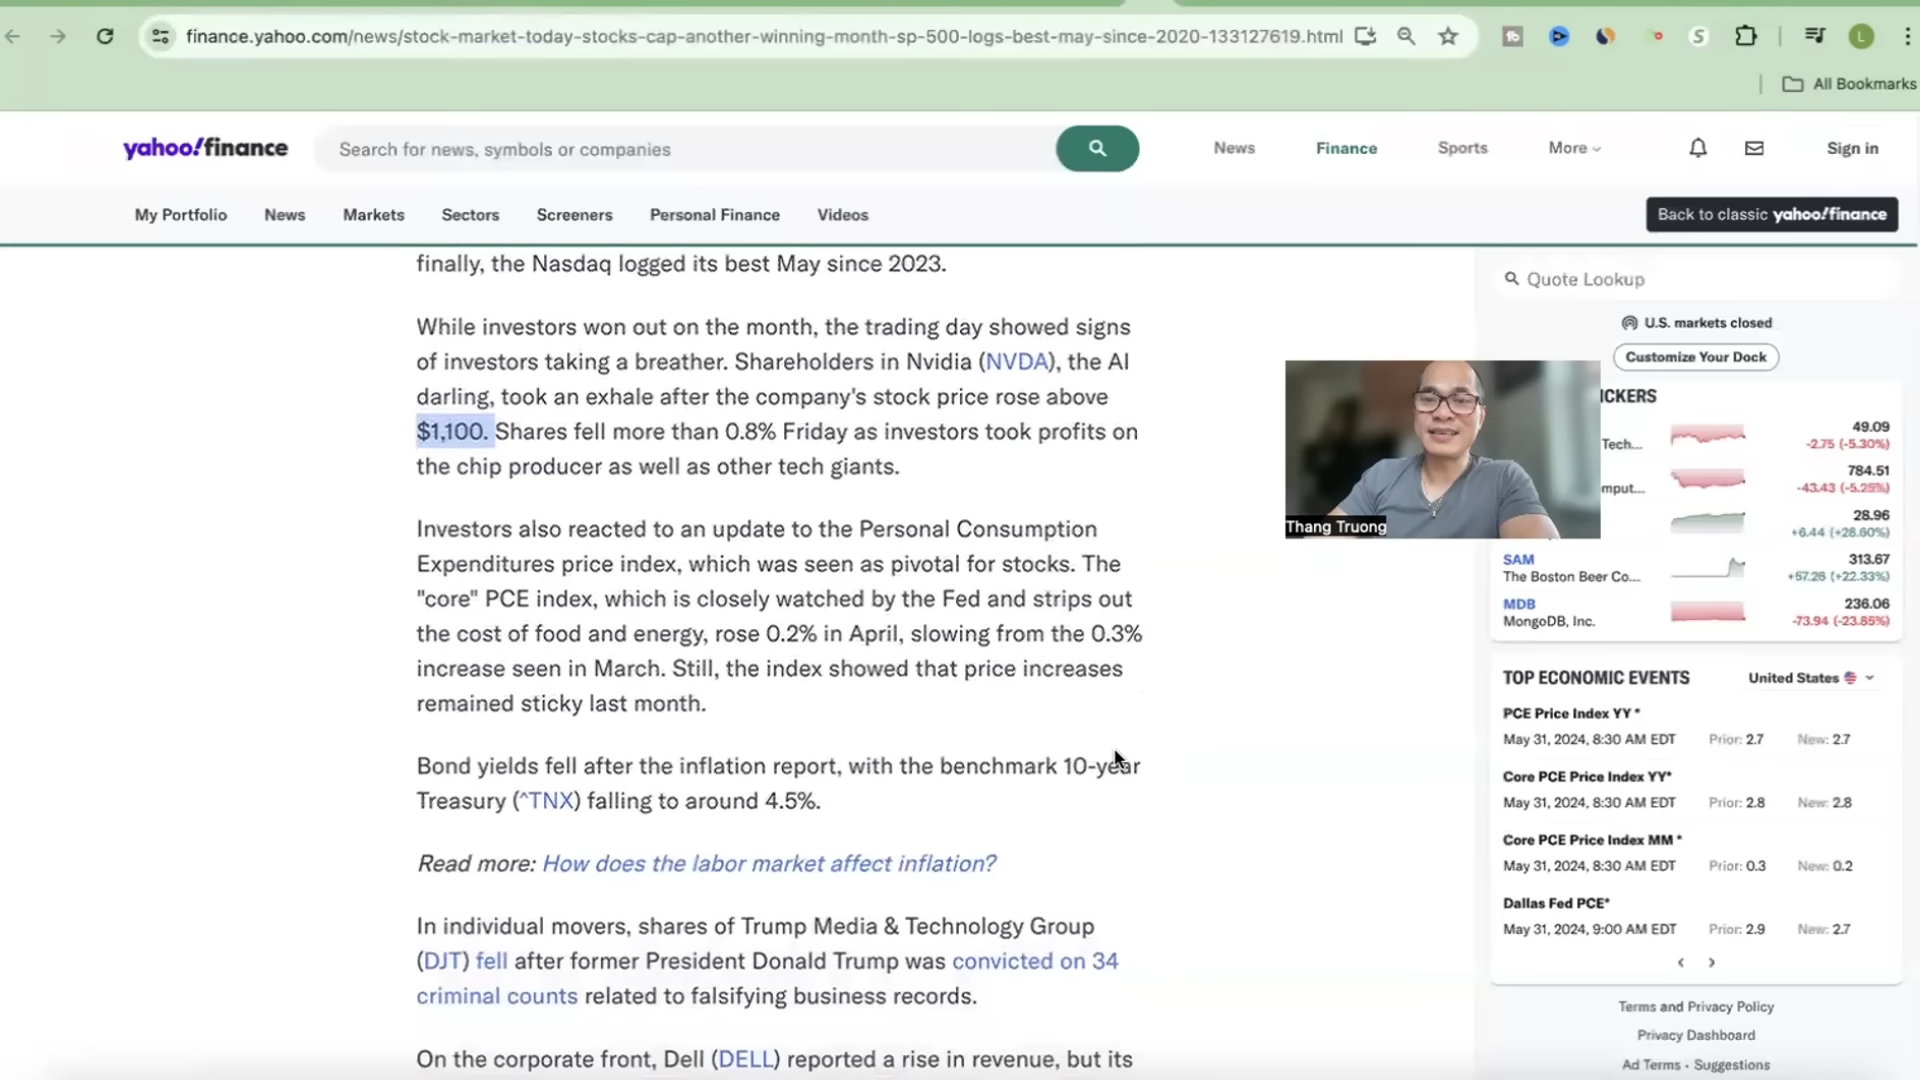 finance.yahoo.com/news/stock-market-today-stocks-cap-another-winning-month-sp-500-logs-best-may-since-2020-133127619.html
L
All Bookmarks
yahoo!finance
Search for news, symbols or companies
News
Finance
Sports
More
Sign in
My Portfolio
News
Markets
Sectors
Screeners
Personal Finance
Videos
Back to classic yahoo!finance
finally, the Nasdaq logged its best May since 2023.
While investors won out on the month, the trading day showed signs
of investors taking a breather. Shareholders in Nvidia (NVDA), the AI
darling, took an exhale after the company's stock price rose above
$1,100. Shares fell more than 0.8% Friday as investors took profits on
the chip producer as well as other tech giants.
Investors also reacted to an update to the Personal Consumption
Expenditures price index, which was seen as pivotal for stocks. The
"core" PCE index, which is closely watched by the Fed and strips out
the cost of food and energy, rose 0.2% in April, slowing from the 0.3%
increase seen in March. Still, the index showed that price increases
remained sticky last month.
Bond yields fell after the inflation report, with the benchmark 10-year
Treasury (^TNX) falling to around 4.5%.
Read more: How does the labor market affect inflation?
In individual movers, shares of Trump Media & Technology Group
(DJT) fell after former President Donald Trump was convicted on 34
criminal counts related to falsifying business records.
On the corporate front, Dell (DELL) reported a rise in revenue, but its
Thang Truong
Quote Lookup
U.S. markets closed
Customize Your Dock
ICKERS
49.09
Tech...
-2.75 (-5.30%)
784.51
mput...
-43.43 (-5.25%)
28.96
+6.44 (+28.60%)
SAM
313.67
The Boston Beer Co...
+57.26 (+22.33%)
MDB
236.06
MongoDB, Inc.
-73.94 (-23.85%)
TOP ECONOMIC EVENTS
United States
PCE Price Index YY *
May 31, 2024, 8:30 AM EDT Prior: 2.7 New: 2.7
Core PCE Price Index YY*
May 31, 2024, 8:30 AM EDT Prior: 2.8 New: 2.8
Core PCE Price Index MM *
May 31, 2024, 8:30 AM EDT Prior: 0.3 New: 0.2
Dallas Fed PCE*
May 31, 2024, 9:00 AM EDT Prior: 2.9 New: 2.7
Terms and Privacy Policy
Privacy Dashboard
Ad Terms • Suggestions